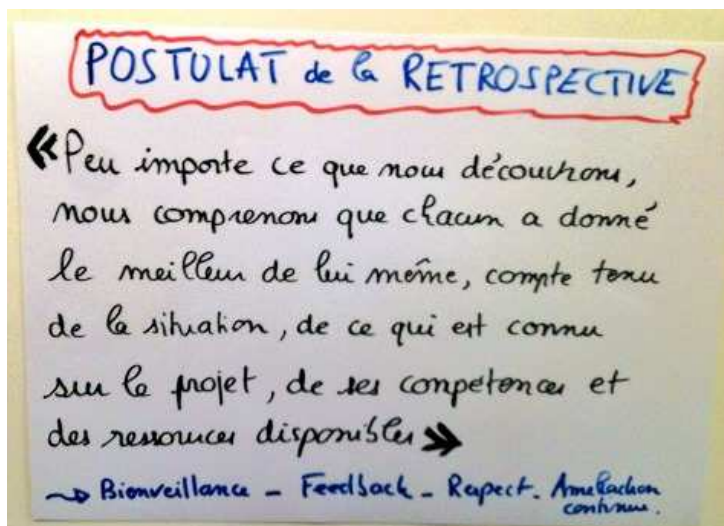 POSTULAT de la RETROSPECTIVE
« Peu importe ce que nous découvrons,
nous comprenons que chacun a donné
le meilleur de lui même, compte tenu
de la situation, de ce qui est connu
sur le projet, de ses compétences et
des ressources disponibles »
→ Bienveillance - Feedback - Respect. Amélioration
continue.